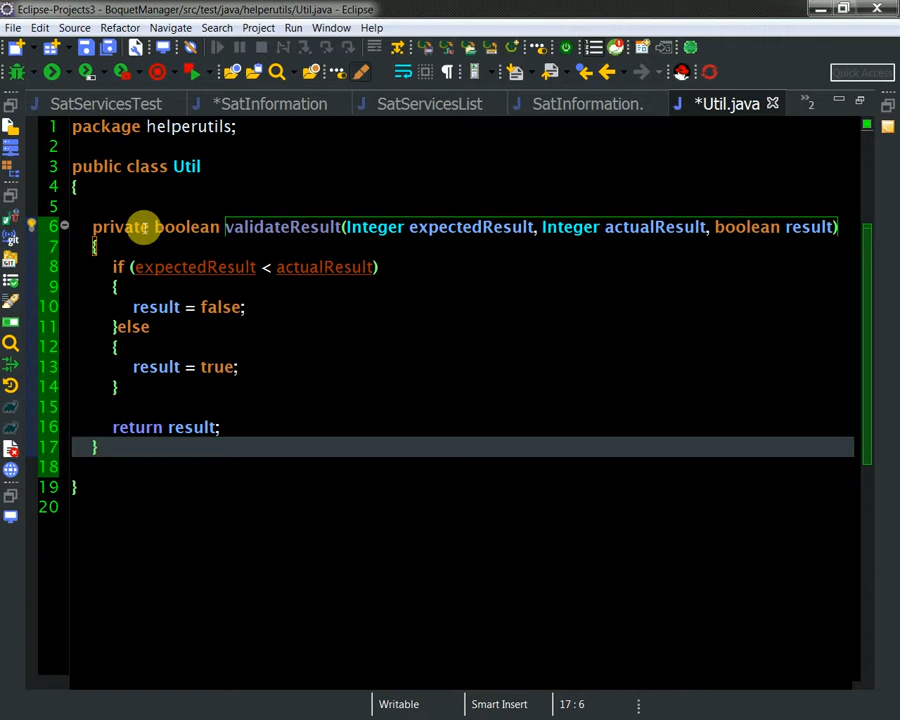 Eclipse-Projects3 - BoquetManager/src/test/java/helperutils/Util.java - Eclipse
File Edit Source Refactor Navigate Search Project Run Window Help
Quick Access
SatServicesTest *SatInformation SatServicesList SatInformation. *Util.java »2
1 package helperutils;
2
3 public class Util
4 {
5
6 private boolean validateResult(Integer expectedResult, Integer actualResult, boolean result)
7 {
8 if (expectedResult < actualResult)
9 {
10 result = false;
11 }else
12 {
13 result = true;
14 }
15
16 return result;
17 }
18
19 }
20
Writable Smart Insert 17 : 6